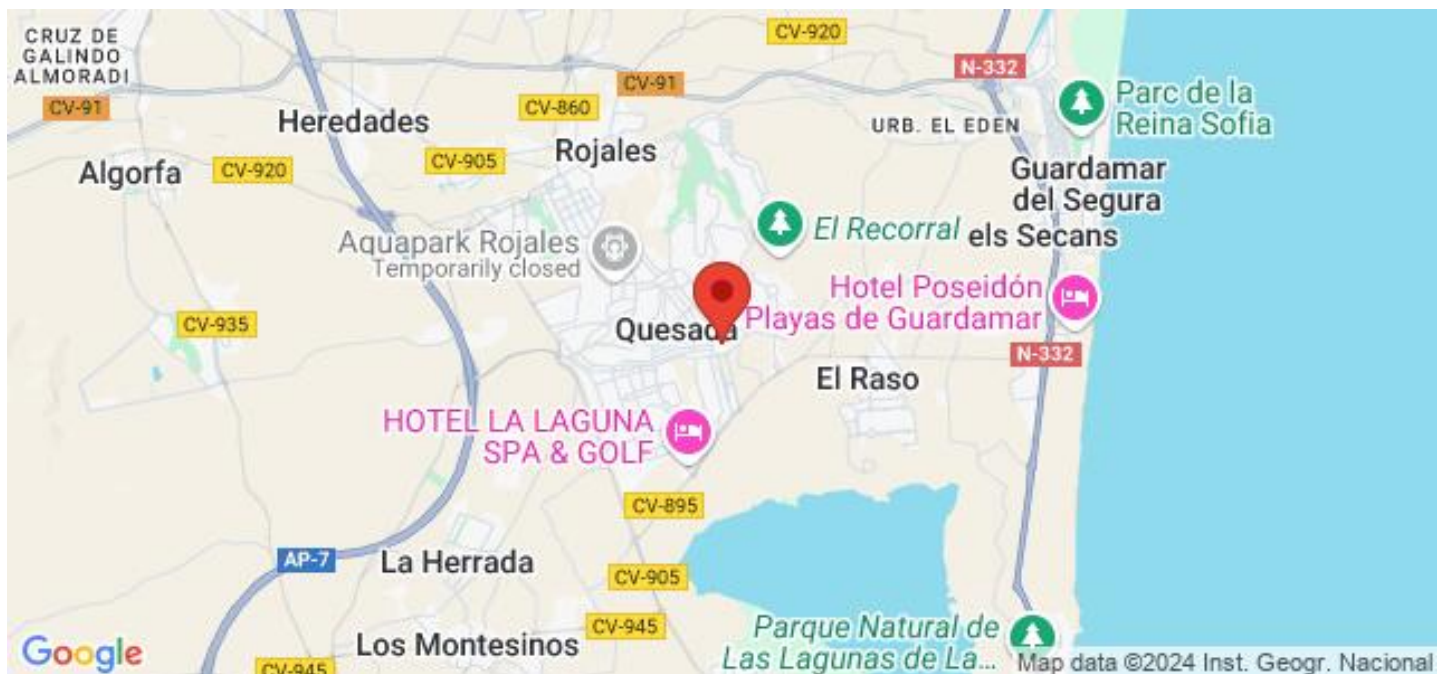 CRUZ DE
GALINDO
ALMORADI
CV-920
N-332
CV-91
CV-91
CV-860
Parc de la
Reina Sofia
Heredades
URB. EL EDEN
Rojales
CV-905
Algorfa
CV-920
Guardamar
del Segura
El Recorral
els Secans
Aquapark Rojales
Temporarily closed
Hotel Poseidón
Playas de Guardamar
CV-935
Quesada
N-332
El Raso
HOTEL LA LAGUNA
SPA & GOLF
CV-895
AP-7
La Herrada
CV-905
CV-945
Los Montesinos
Parque Natural de
Las Lagunas de La...
Google
CV-945
Map data ©2024 Inst. Geogr. Nacional